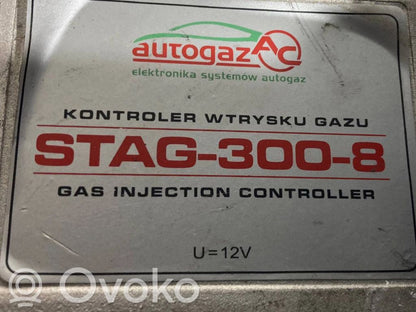 autogaz AC
elektronika systemów autogaz
KONTROLER WTRYSKU GAZU
STAG-300-8
GAS INJECTION CONTROLLER
U=12V
© Ovoko